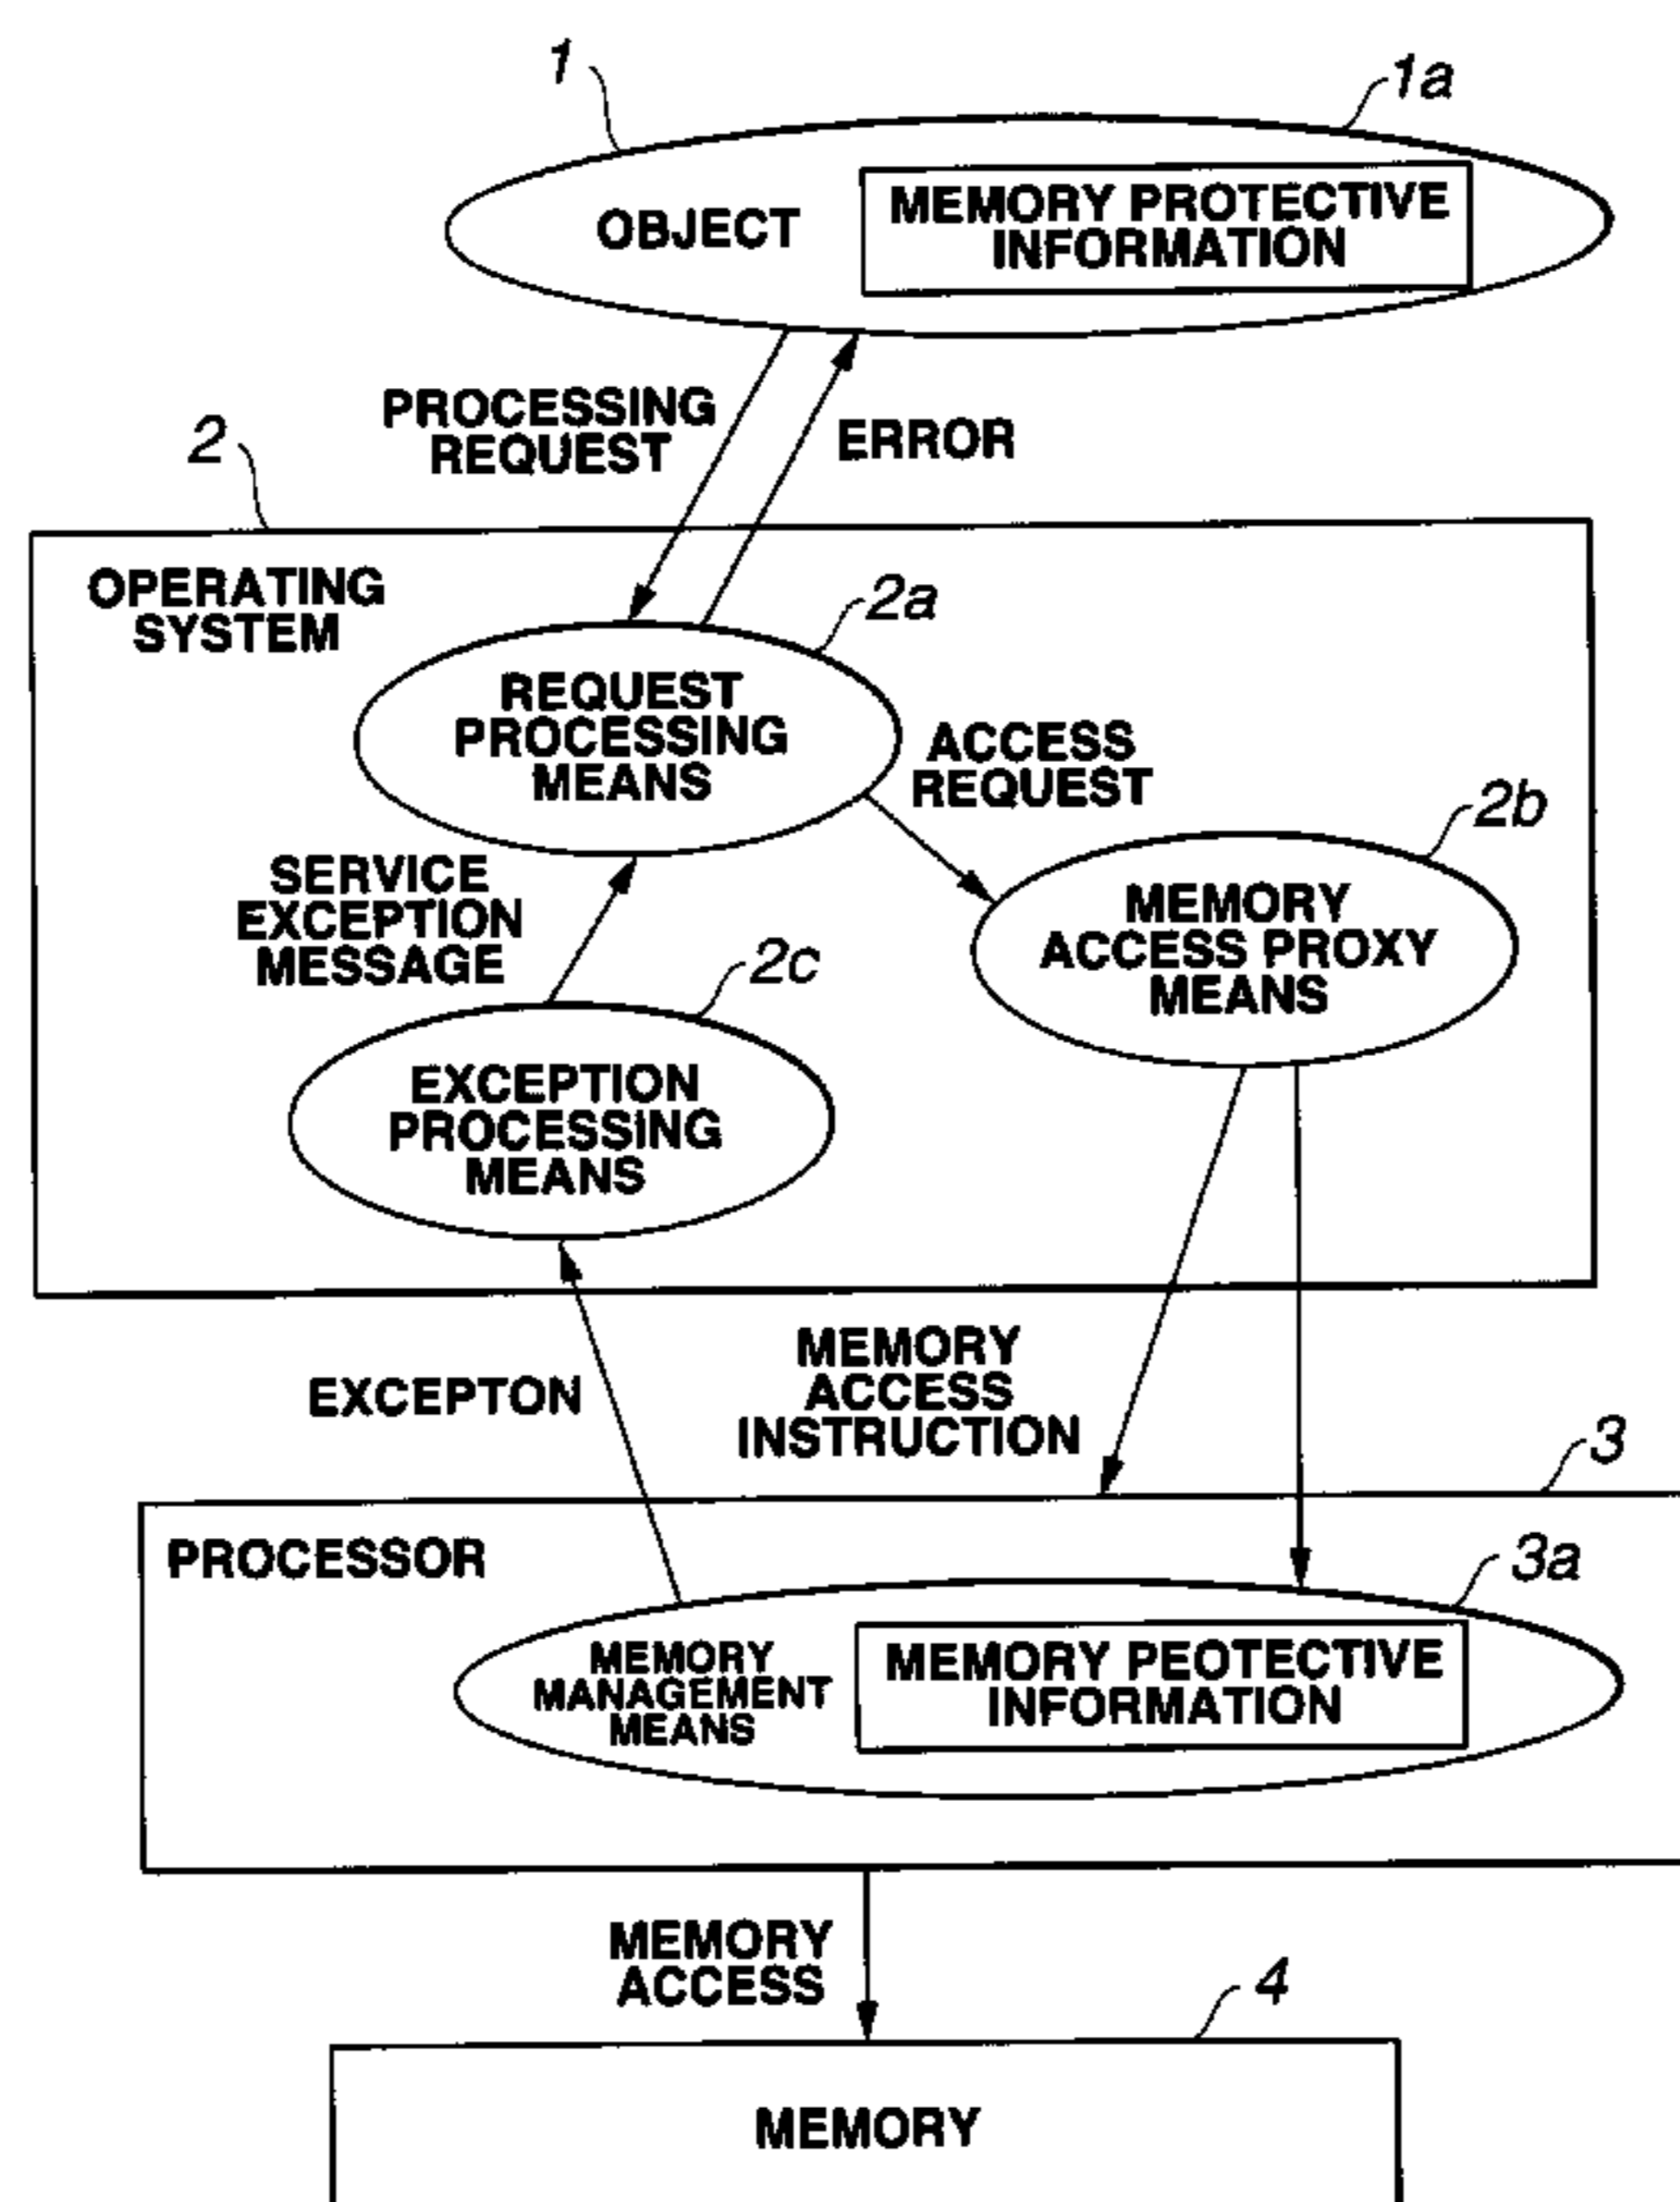 1
1a
OBJECT
MEMORY PROTECTIVE
INFORMATION
PROCESSING
REQUEST
ERROR
2
OPERATING
SYSTEM
2a
REQUEST
PROCESSING
MEANS
ACCESS
REQUEST
2b
SERVICE
EXCEPTION
MESSAGE
MEMORY
ACCESS PROXY
MEANS
2c
EXCEPTION
PROCESSING
MEANS
EXCEPTON
MEMORY
ACCESS
INSTRUCTION
3
PROCESSOR
3a
MEMORY
MANAGEMENT
MEANS
MEMORY PEOTECTIVE
INFORMATION
MEMORY
ACCESS
4
MEMORY